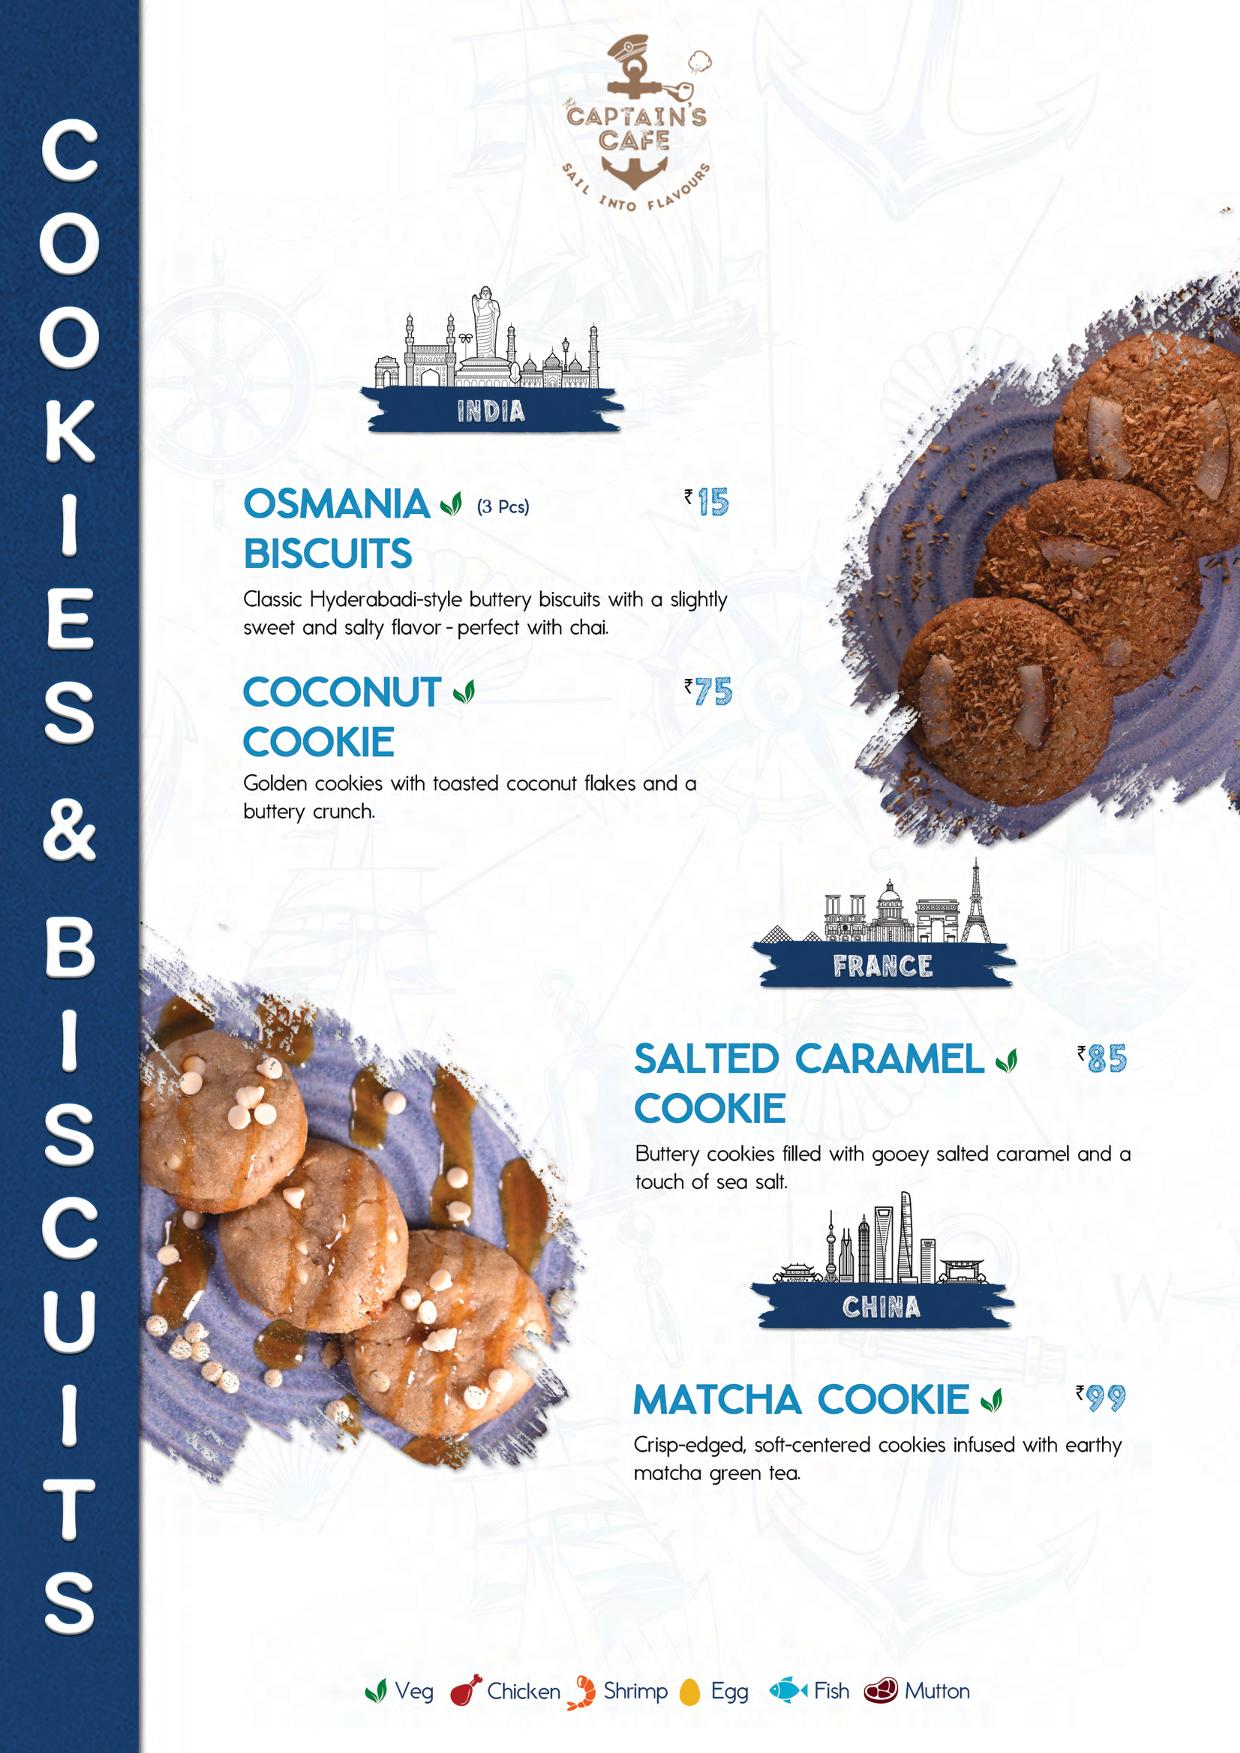 COOKIES & BISCUITS
the
CAPTAIN'S
CAFE
SAIL INTO FLAVOURS
INDIA
OSMANIA (3 Pcs) ₹15
BISCUITS
Classic Hyderabadi-style buttery biscuits with a slightly
sweet and salty flavor - perfect with chai.
COCONUT ₹75
COOKIE
Golden cookies with toasted coconut flakes and a
buttery crunch.
FRANCE
SALTED CARAMEL ₹85
COOKIE
Buttery cookies filled with gooey salted caramel and a
touch of sea salt.
CHINA
MATCHA COOKIE ₹99
Crisp-edged, soft-centered cookies infused with earthy
matcha green tea.
Veg Chicken Shrimp Egg Fish Mutton
S
W